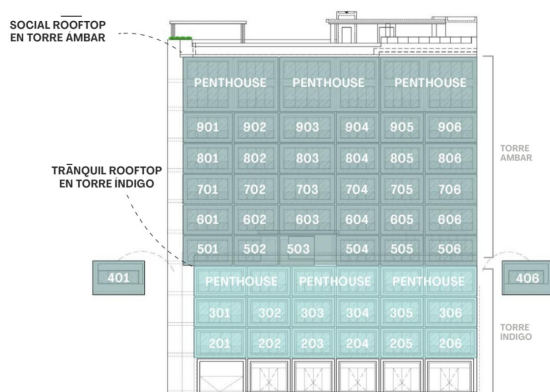 SOCIAL ROOFTOP
EN TORRE ÁMBAR
PENTHOUSE PENTHOUSE PENTHOUSE
901 902 903 904 905 906
801 802 803 804 805 806
TORRE
AMBAR
TRANQUIL ROOFTOP
EN TORRE ÍNDIGO
701 702 703 704 705 706
601 602 603 604 605 606
501 502 503 504 505 506
401 PENTHOUSE PENTHOUSE PENTHOUSE 406
301 302 303 304 305 306
TORRE
INDIGO
201 202 203 204 205 206